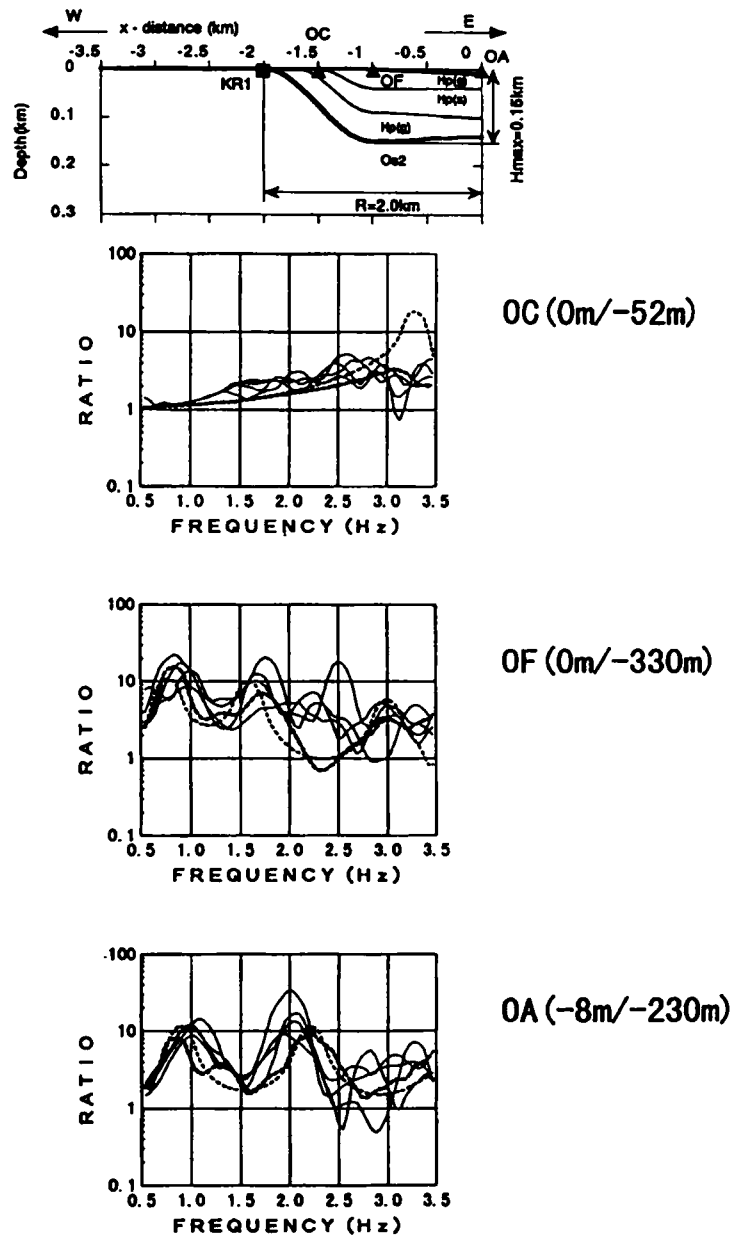 W
OC
E
x - distance (km)
OA
-3.5 -3 -2.5 -2 -1.5 -1 -0.5 0
0
0.1
0.2
0.3
Depth(km)
KR1
OF
Hp(g)
Hp(s)
Hp(g)
Os2
R=2.0km
Hmax=0.15km
100
10
1
0.1
RATIO
0.5 1.0 1.5 2.0 2.5 3.0 3.5
FREQUENCY (Hz)
OC(0m/-52m)
100
10
1
0.1
RATIO
0.5 1.0 1.5 2.0 2.5 3.0 3.5
FREQUENCY (Hz)
OF(0m/-330m)
100
10
1
0.1
RATIO
0.5 1.0 1.5 2.0 2.5 3.0 3.5
FREQUENCY (Hz)
OA(-8m/-230m)